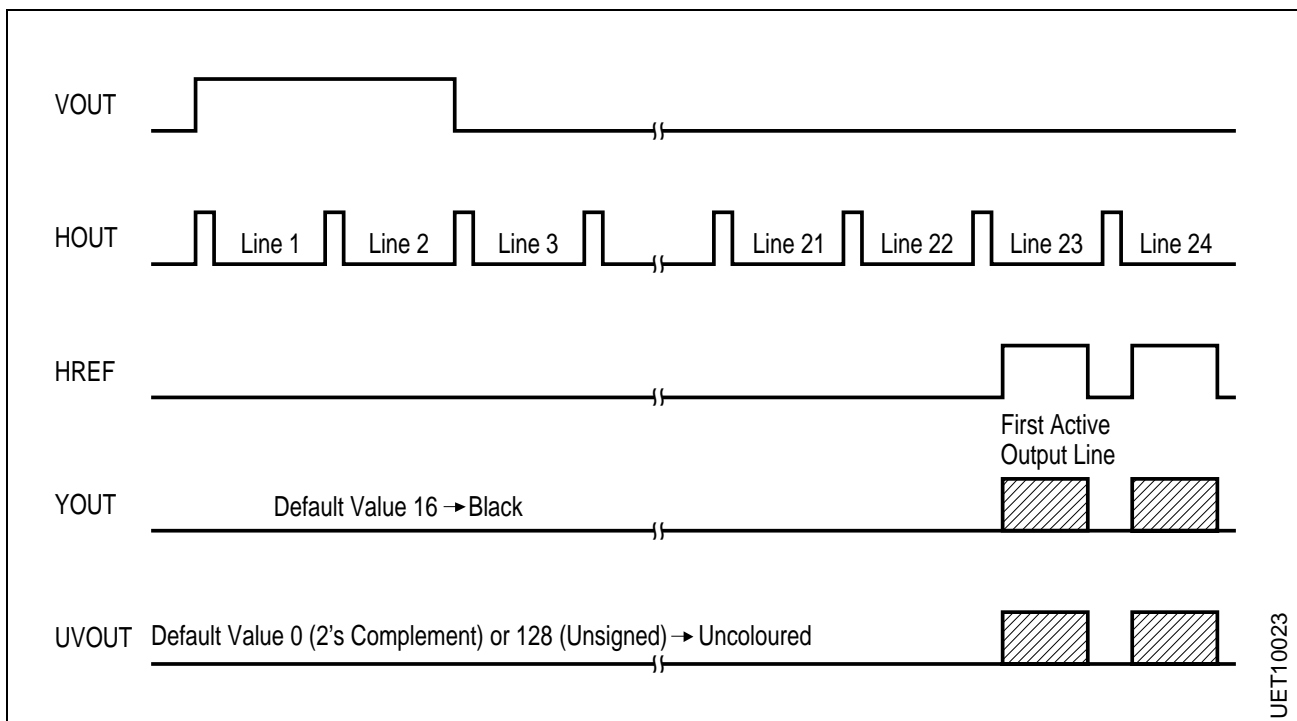 VOUT
HOUT
Line 1
Line 2
Line 3
Line 21
Line 22
Line 23
Line 24
HREF
First Active
Output Line
YOUT
Default Value 16 → Black
UVOUT
Default Value 0 (2's Complement) or 128 (Unsigned) → Uncoloured
UET10023